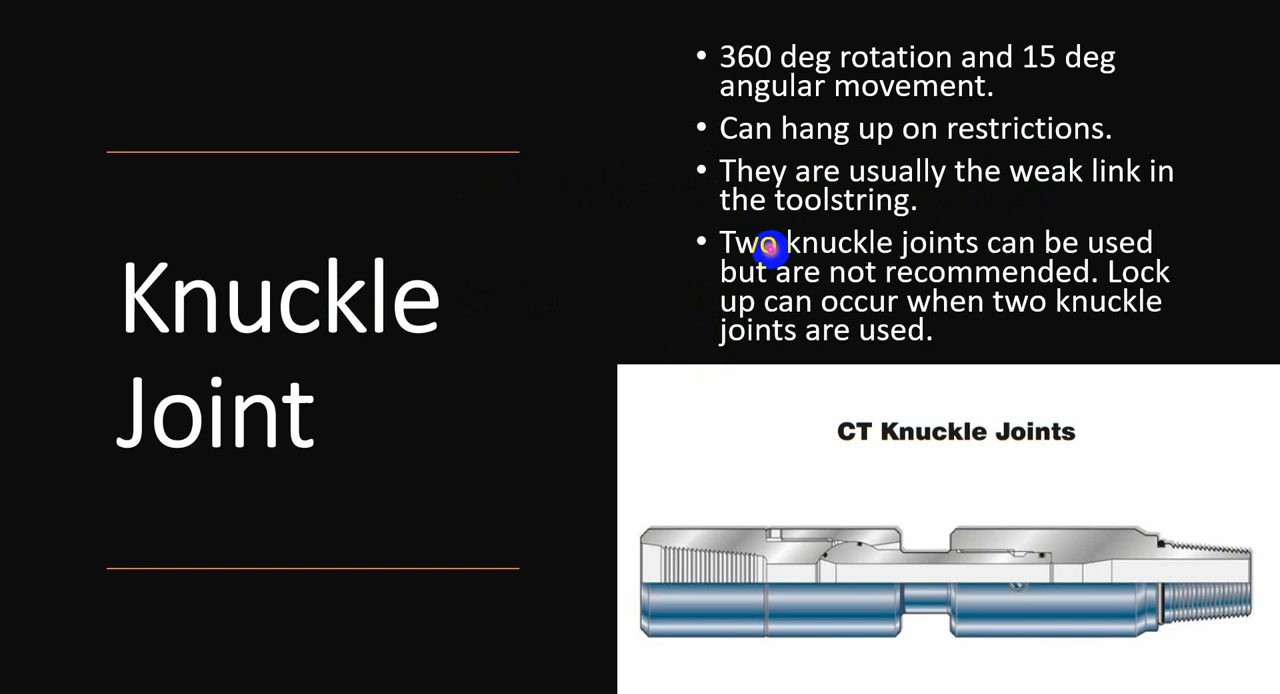 Knuckle
Joint
• 360 deg rotation and 15 deg
angular movement.
• Can hang up on restrictions.
• They are usually the weak link in
the toolstring.
• Two knuckle joints can be used
but are not recommended. Lock
up can occur when two knuckle
joints are used.
CT Knuckle Joints